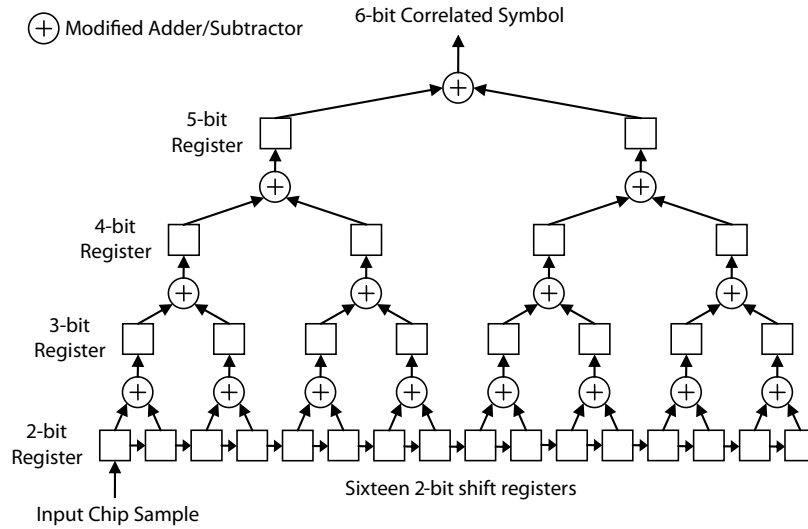 6-bit Correlated Symbol
Modified Adder/Subtractor
5-bit
Register
4-bit
Register
3-bit
Register
2-bit
Register
Sixteen 2-bit shift registers
Input Chip Sample